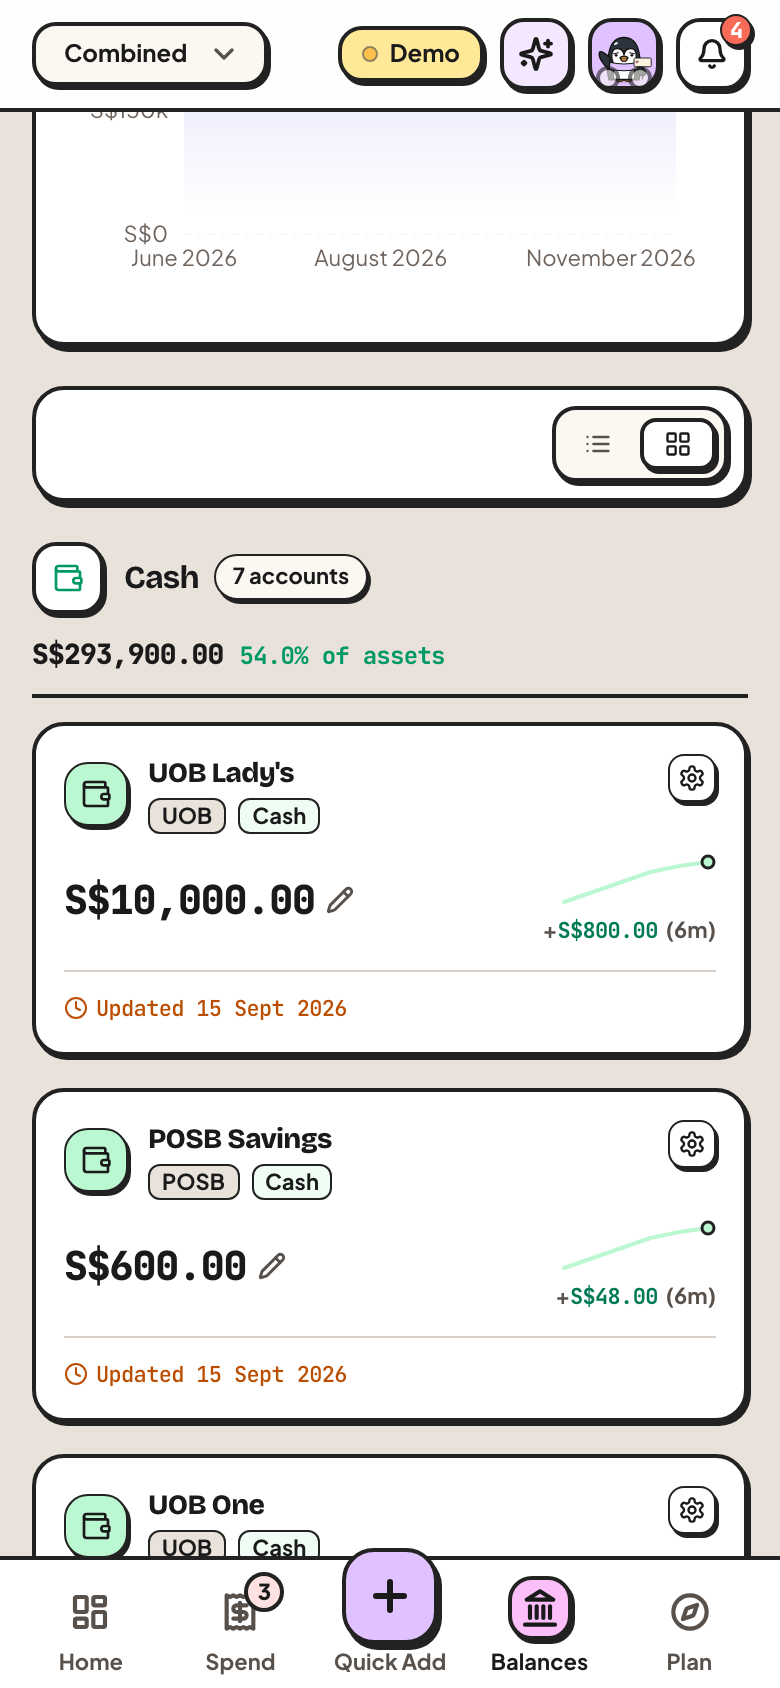 Combined
Demo
4
S$150k
S$0
June 2026 August 2026 November 2026
Cash 7 accounts
S$293,900.00 54.0% of assets
UOB Lady's
UOB Cash
S$10,000.00
+S$800.00 (6m)
Updated 15 Sept 2026
POSB Savings
POSB Cash
S$600.00
+S$48.00 (6m)
Updated 15 Sept 2026
UOB One
UOB Cash
3
Home Spend Quick Add Balances Plan